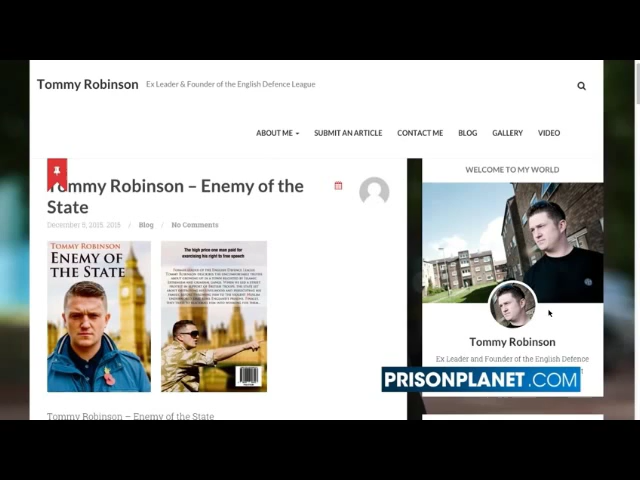 Tommy Robinson
Ex Leader & Founder of the English Defence League
ABOUT ME
SUBMIT AN ARTICLE
CONTACT ME
BLOG
GALLERY
VIDEO
Tommy Robinson – Enemy of the
State
December 5, 2015, 2015 / Blog / No Comments
TOMMY ROBINSON
ENEMY OF
THE STATE
The high price one man paid for
exercising his right to free speech
Tommy Robinson – Enemy of the State
WELCOME TO MY WORLD
Tommy Robinson
Ex Leader and Founder of the English Defence
PRISONPLANET.COM